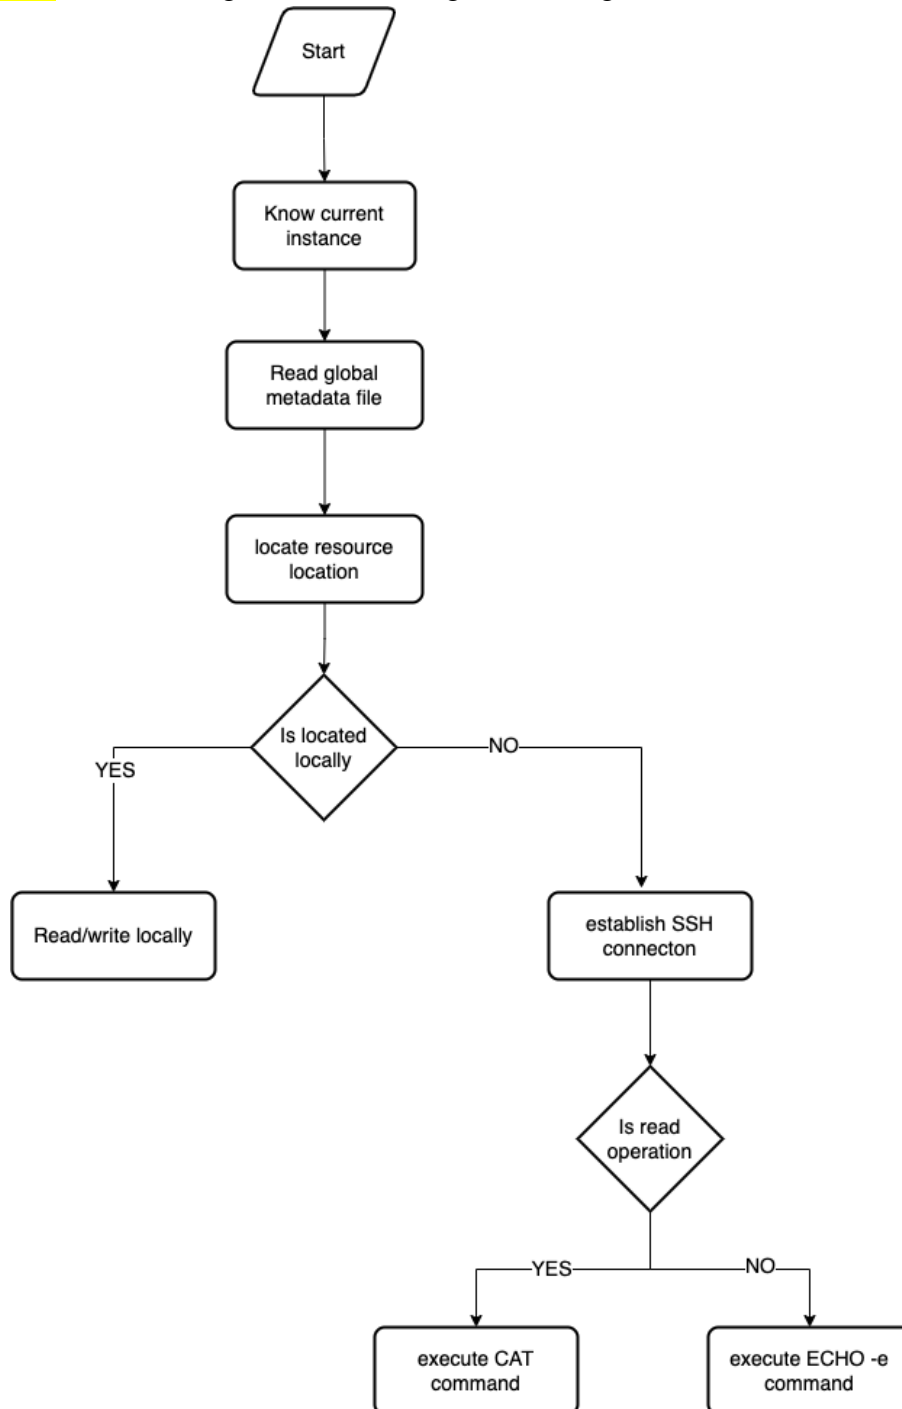 Start
Know current
instance
Read global
metadata file
locate resource
location
Is located
locally
YES
NO
Read/write locally
establish SSH
connecton
Is read
operation
YES
NO
execute CAT
command
execute ECHO -e
command